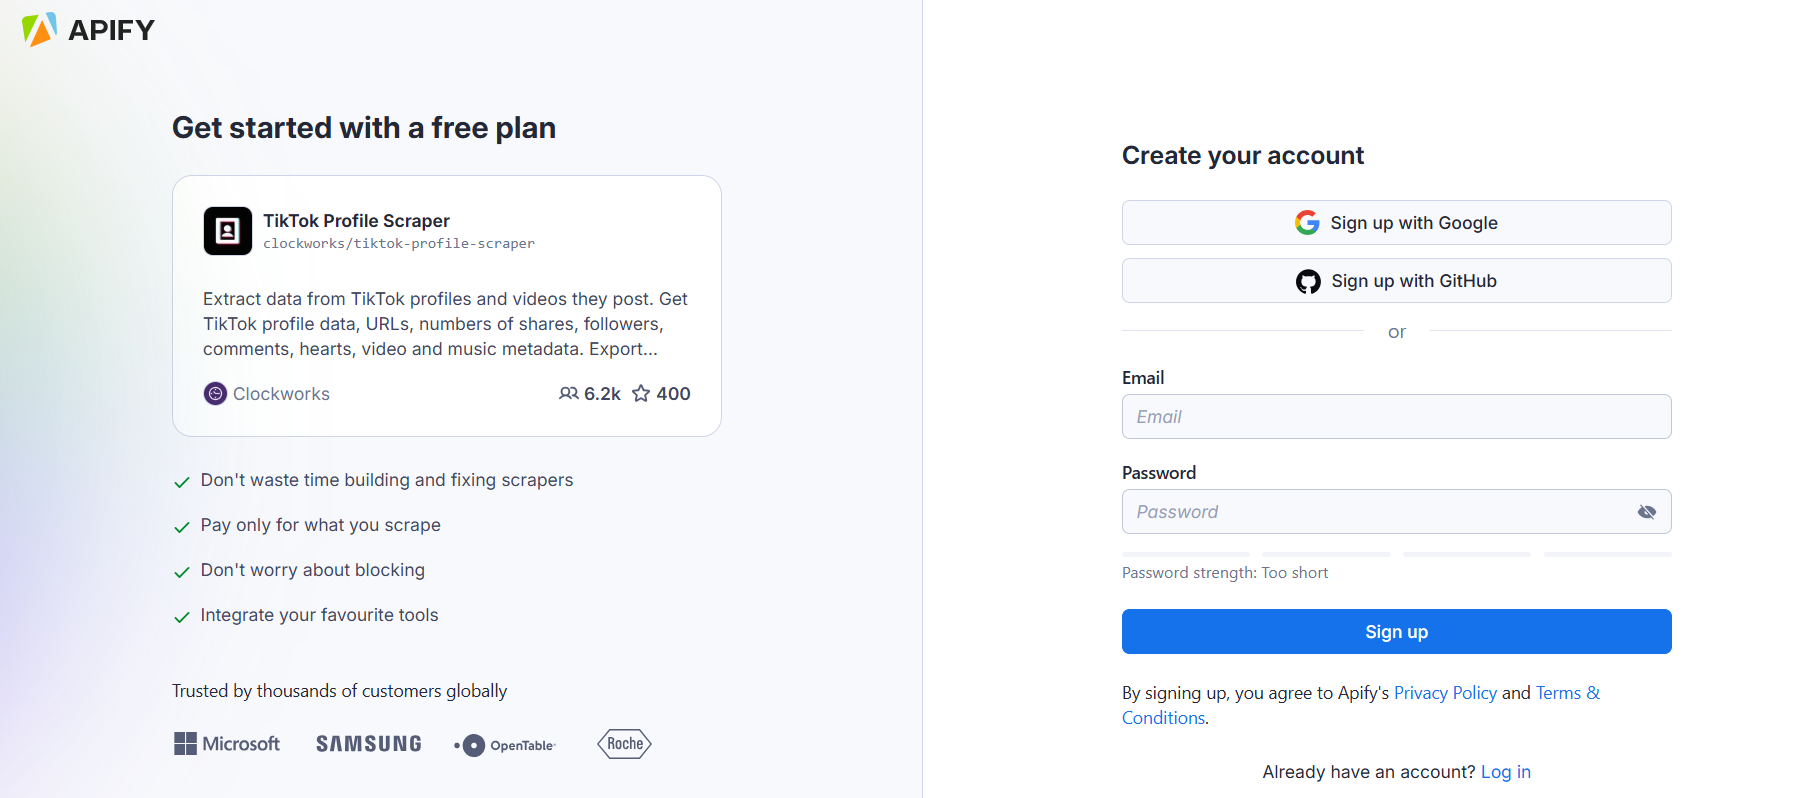 APIFY
Get started with a free plan
TikTok Profile Scraper
clockworks/tiktok-profile-scraper
Extract data from TikTok profiles and videos they post. Get
TikTok profile data, URLs, numbers of shares, followers,
comments, hearts, video and music metadata. Export...
Clockworks
6.2k
400
Don't waste time building and fixing scrapers
Pay only for what you scrape
Don't worry about blocking
Integrate your favourite tools
Trusted by thousands of customers globally
Microsoft
SAMSUNG
OpenTable
Roche
Create your account
Sign up with Google
Sign up with GitHub
or
Email
Email
Password
Password
Password strength: Too short
Sign up
By signing up, you agree to Apify's Privacy Policy and Terms &
Conditions.
Already have an account? Log in